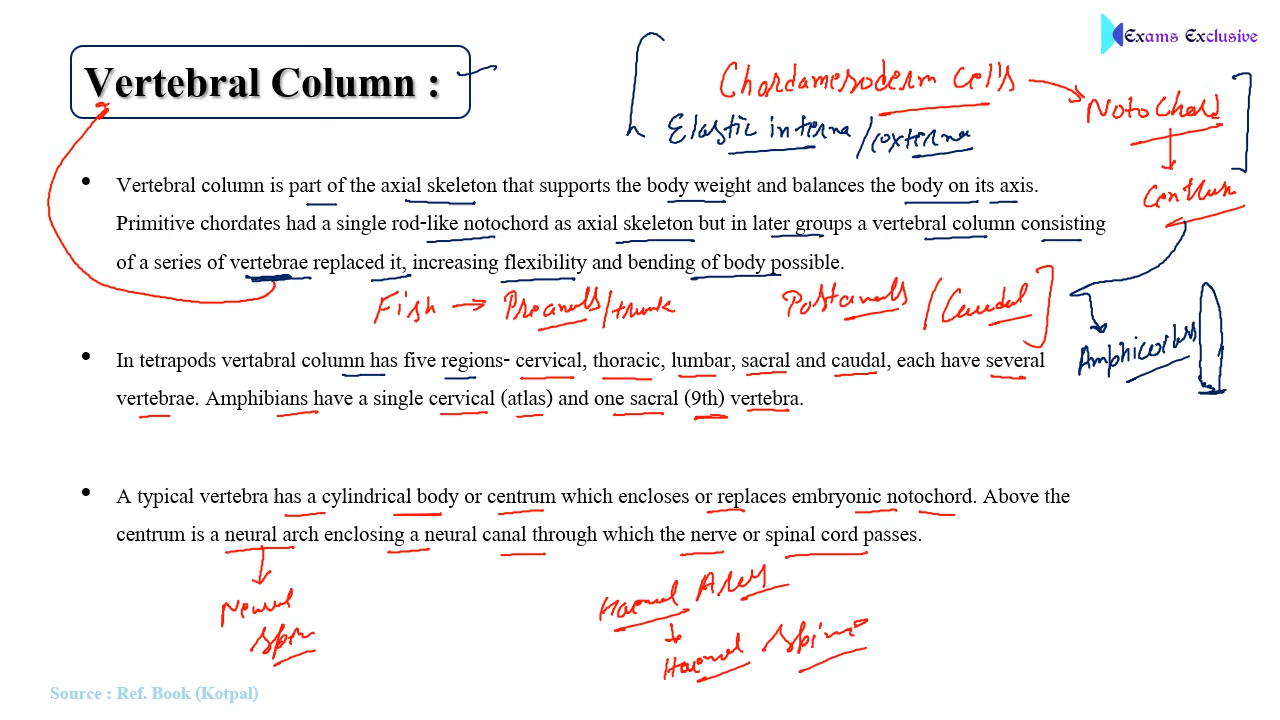 Exams Exclusive
Vertebral Column :
Chordamesoderm Cells
Notochord
Elastic interna / externa
Centrum
Vertebral column is part of the axial skeleton that supports the body weight and balances the body on its axis.
Primitive chordates had a single rod-like notochord as axial skeleton but in later groups a vertebral column consisting
of a series of vertebrae replaced it, increasing flexibility and bending of body possible.
Fish → / trunk
/ Caudal
In tetrapods vertabral column has five regions- cervical, thoracic, lumbar, sacral and caudal, each have several
vertebrae. Amphibians have a single cervical (atlas) and one sacral (9th) vertebra.
A typical vertebra has a cylindrical body or centrum which encloses or replaces embryonic notochord. Above the
centrum is a neural arch enclosing a neural canal through which the nerve or spinal cord passes.
Neural
Haemal Arch
Haemal Spine
Source : Ref. Book (Kotpal)